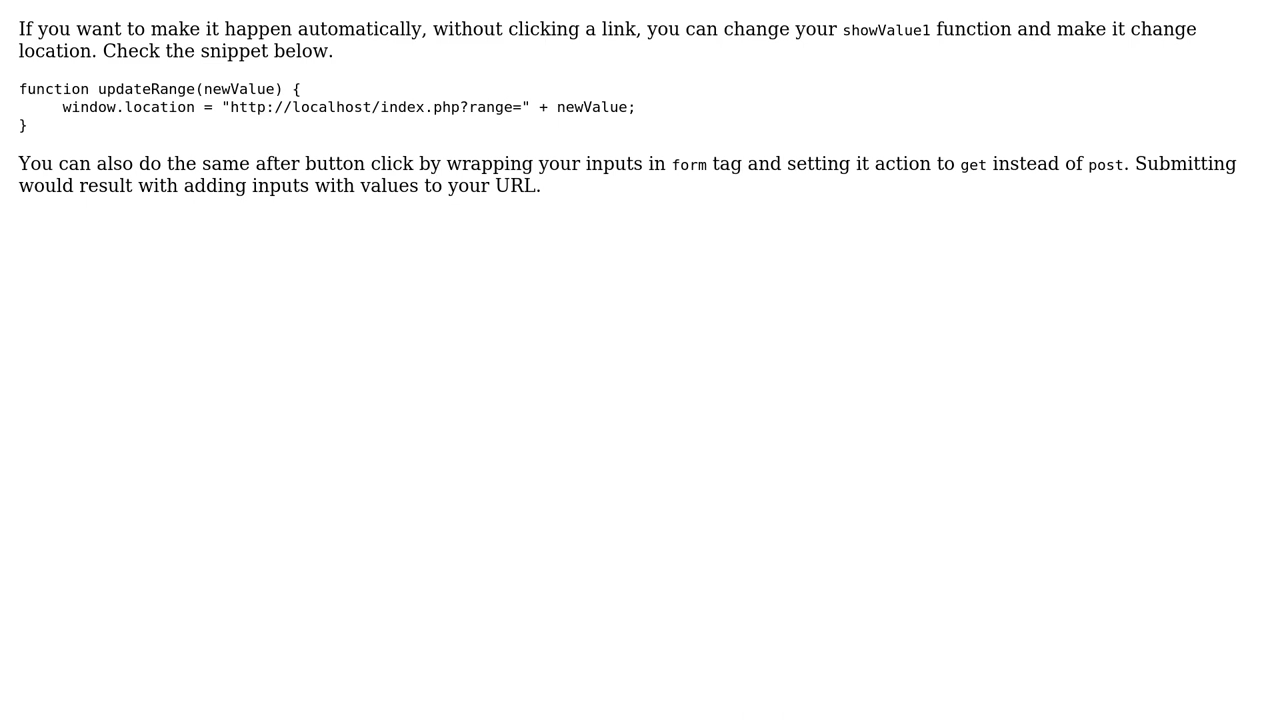 If you want to make it happen automatically, without clicking a link, you can change your showValue1 function and make it change
location. Check the snippet below.
function updateRange(newValue) {
     window.location = "http://localhost/index.php?range=" + newValue;
}
You can also do the same after button click by wrapping your inputs in form tag and setting it action to get instead of post. Submitting
would result with adding inputs with values to your URL.